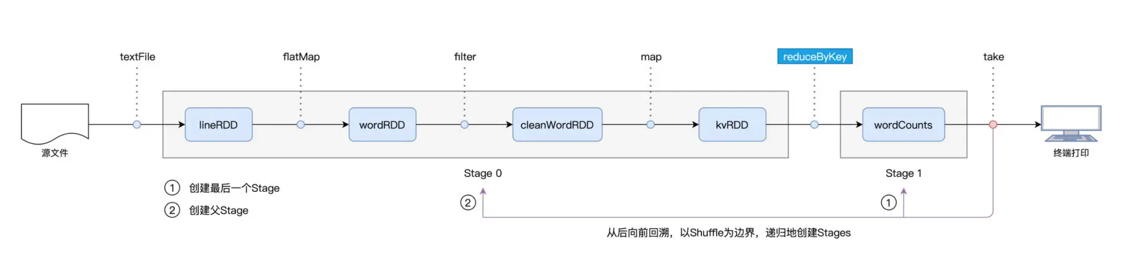 textFile
flatMap
filter
map
reduceByKey
take
源文件
lineRDD
wordRDD
cleanWordRDD
kvRDD
wordCounts
终端打印
Stage 0
Stage 1
① 创建最后一个Stage
② 创建父Stage
②
①
从后向前回溯，以Shuffle为边界，递归地创建Stages